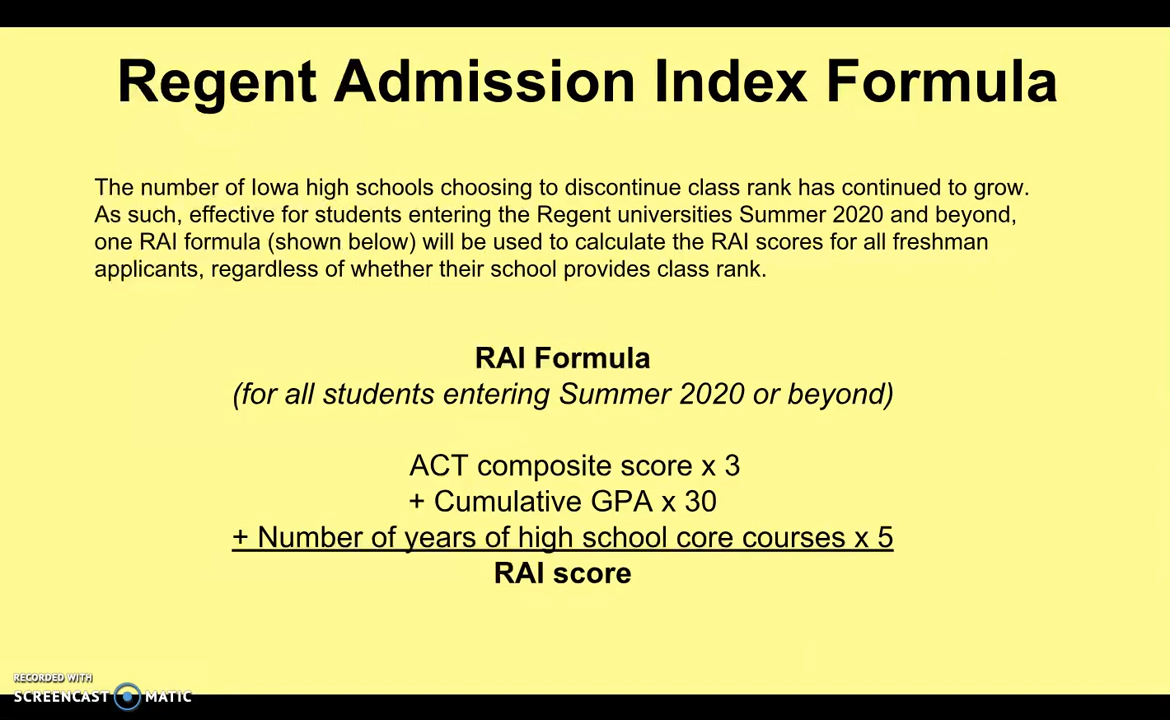 Regent Admission Index Formula
The number of Iowa high schools choosing to discontinue class rank has continued to grow.
As such, effective for students entering the Regent universities Summer 2020 and beyond,
one RAI formula (shown below) will be used to calculate the RAI scores for all freshman
applicants, regardless of whether their school provides class rank.
RAI Formula
(for all students entering Summer 2020 or beyond)
ACT composite score x 3
+ Cumulative GPA x 30
+ Number of years of high school core courses x 5
RAI score
RECORDED WITH
SCREENCAST MATIC